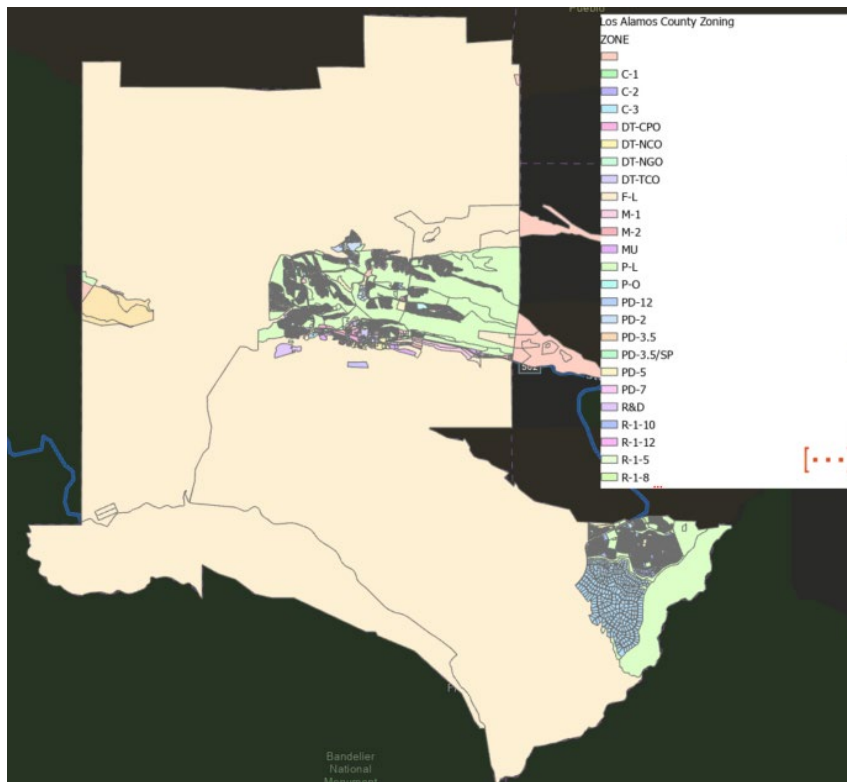 Pueblo
Los Alamos County Zoning
ZONE
C-1
C-2
C-3
DT-CPO
DT-NCO
DT-NGO
DT-TCO
F-L
M-1
M-2
MU
P-L
P-O
PD-12
PD-2
PD-3.5
PD-3.5/SP
PD-5
PD-7
R&D
R-1-10
R-1-12
R-1-5
R-1-8
...
[...
502
Bandelier
National
Monument